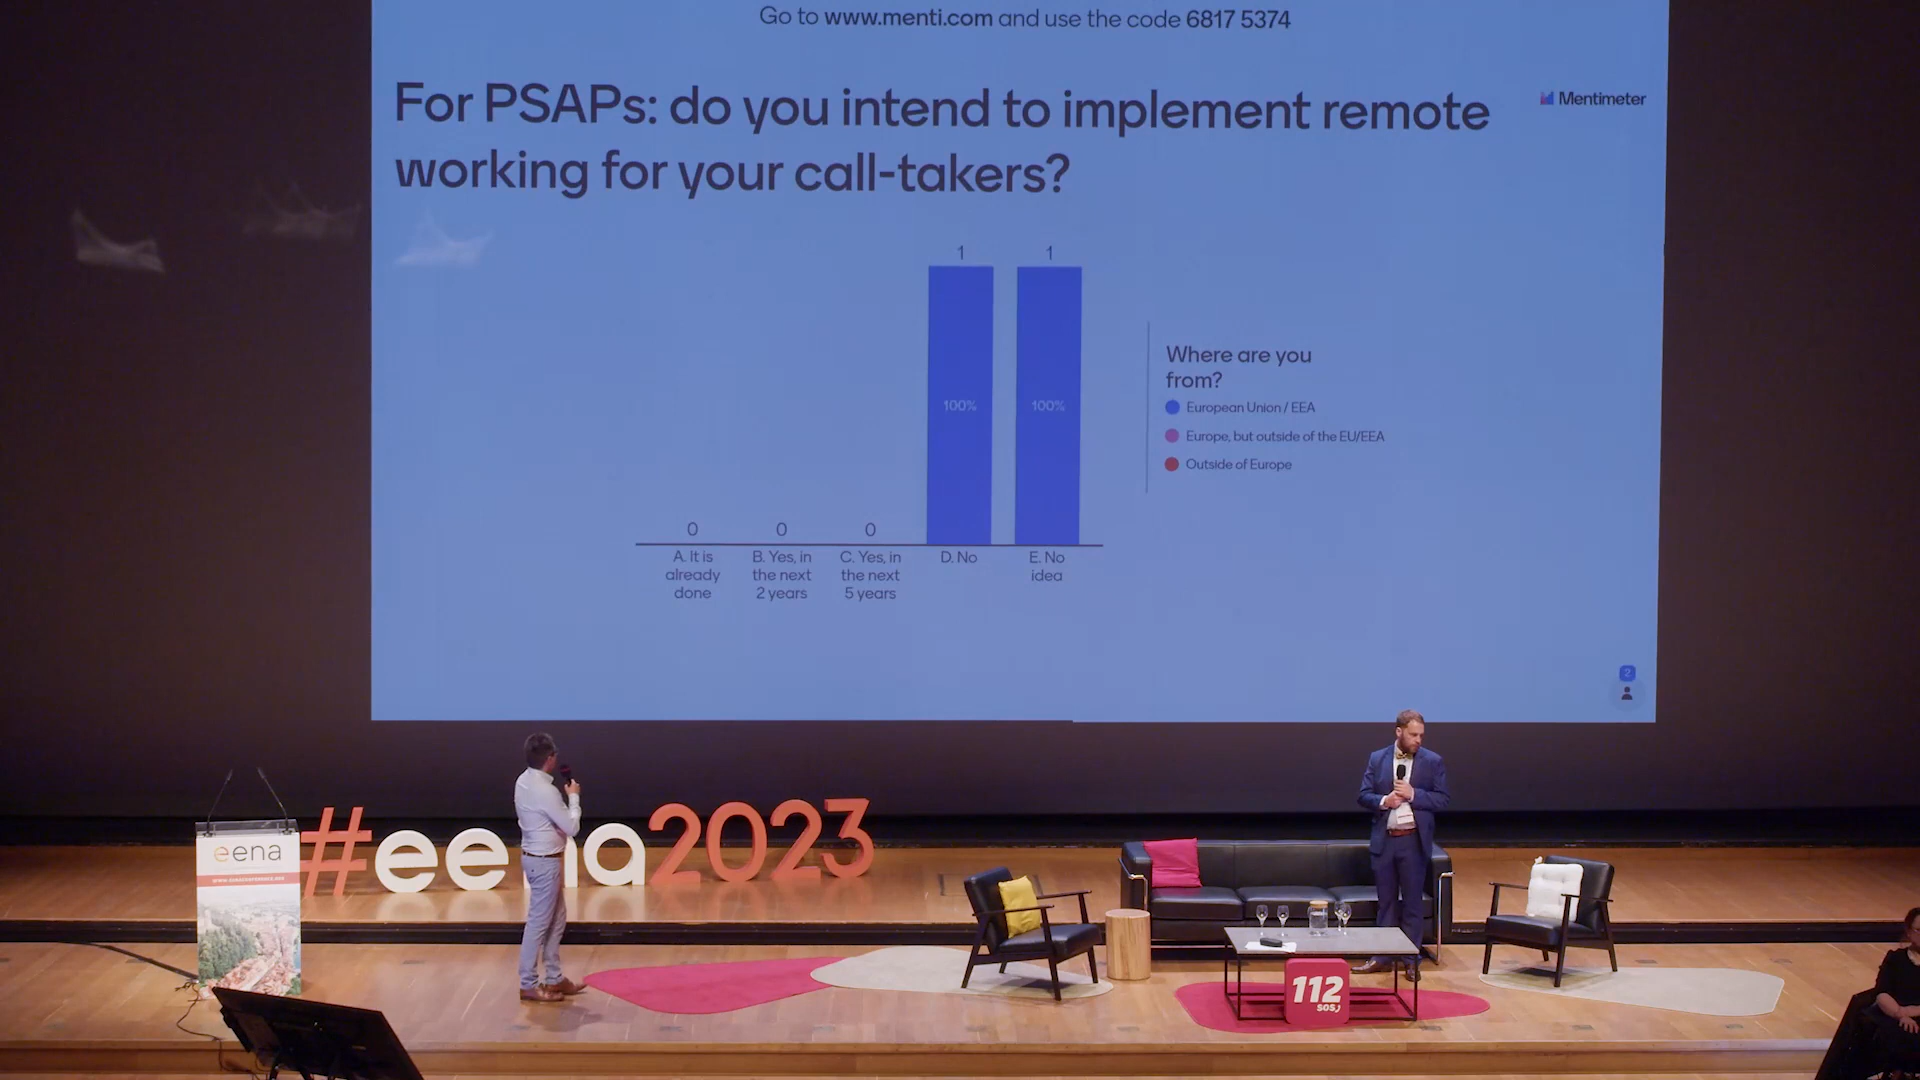 Go to www.menti.com and use the code 6817 5374
For PSAPs: do you intend to implement remote
working for your call-takers?
Mentimeter
1
1
100%
100%
0
0
0
A. It is
already
done
B. Yes, in
the next
2 years
C. Yes, in
the next
5 years
D. No
E. No
idea
Where are you
from?
European Union / EEA
Europe, but outside of the EU/EEA
Outside of Europe
2
eena
#eena2023
112
SOS